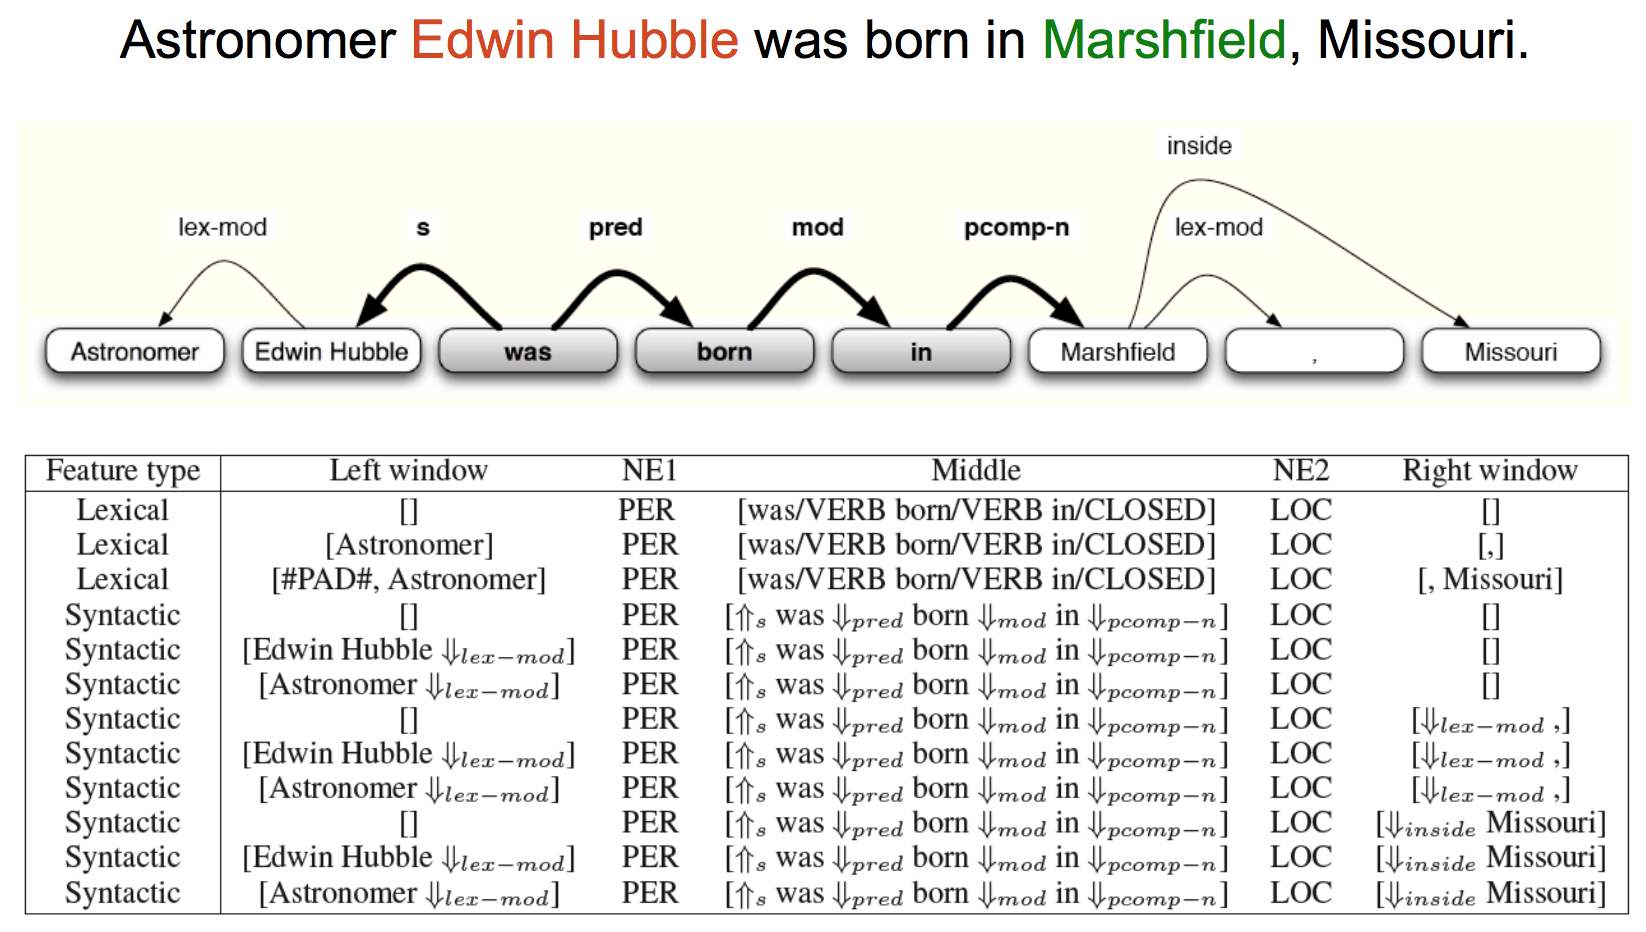 Astronomer Edwin Hubble was born in Marshfield, Missouri.
inside
lex-mod s pred mod pcomp-n lex-mod
Astronomer Edwin Hubble was born in Marshfield , Missouri
Feature type Left window NE1 Middle NE2 Right window
Lexical [] PER [was/VERB born/VERB in/CLOSED] LOC []
Lexical [Astronomer] PER [was/VERB born/VERB in/CLOSED] LOC [,]
Lexical [#PAD#, Astronomer] PER [was/VERB born/VERB in/CLOSED] LOC [, Missouri]
Syntactic [] PER [⇑s was ⇓pred born ⇓mod in ⇓pcomp−n] LOC []
Syntactic [Edwin Hubble ⇓lex−mod] PER [⇑s was ⇓pred born ⇓mod in ⇓pcomp−n] LOC []
Syntactic [Astronomer ⇓lex−mod] PER [⇑s was ⇓pred born ⇓mod in ⇓pcomp−n] LOC []
Syntactic [] PER [⇑s was ⇓pred born ⇓mod in ⇓pcomp−n] LOC [⇓lex−mod ,]
Syntactic [Edwin Hubble ⇓lex−mod] PER [⇑s was ⇓pred born ⇓mod in ⇓pcomp−n] LOC [⇓lex−mod ,]
Syntactic [Astronomer ⇓lex−mod] PER [⇑s was ⇓pred born ⇓mod in ⇓pcomp−n] LOC [⇓lex−mod ,]
Syntactic [] PER [⇑s was ⇓pred born ⇓mod in ⇓pcomp−n] LOC [⇓inside Missouri]
Syntactic [Edwin Hubble ⇓lex−mod] PER [⇑s was ⇓pred born ⇓mod in ⇓pcomp−n] LOC [⇓inside Missouri]
Syntactic [Astronomer ⇓lex−mod] PER [⇑s was ⇓pred born ⇓mod in ⇓pcomp−n] LOC [⇓inside Missouri]